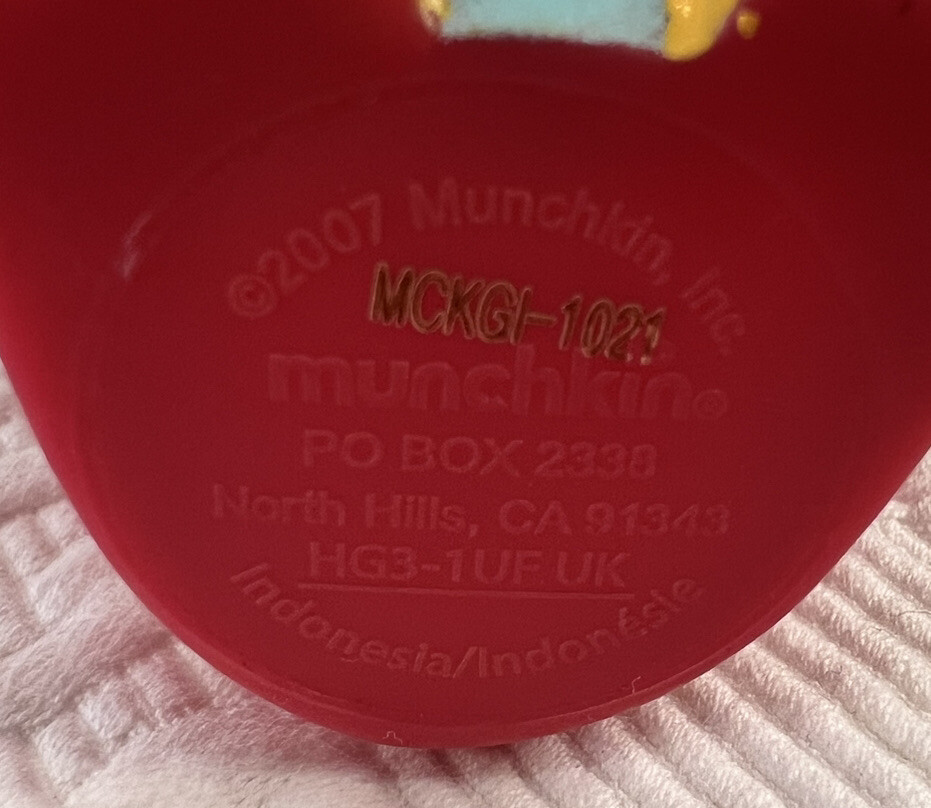 ©2007 Munchkin, Inc.
MCKGI-1021
munchkin®
PO BOX 2338
North Hills, CA 91343
HG3-1UF UK
Indonesia/Indonésie